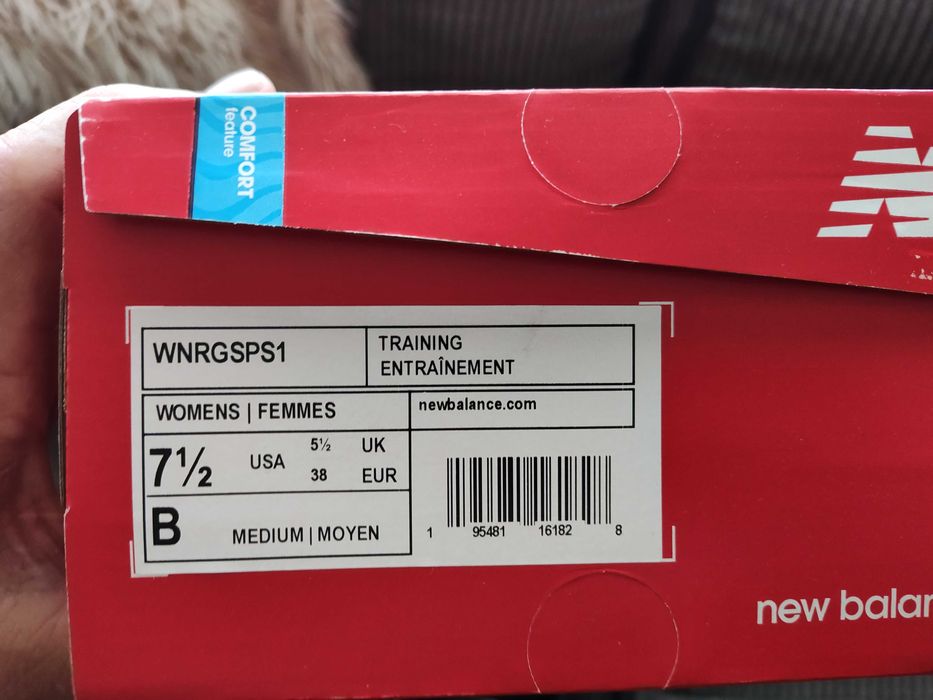 COMFORT
feature
WNRGSPS1
TRAINING
ENTRAÎNEMENT
WOMENS | FEMMES
newbalance.com
7½ USA 5½ UK
38 EUR
B MEDIUM | MOYEN
1 95481 16182 8
new balan